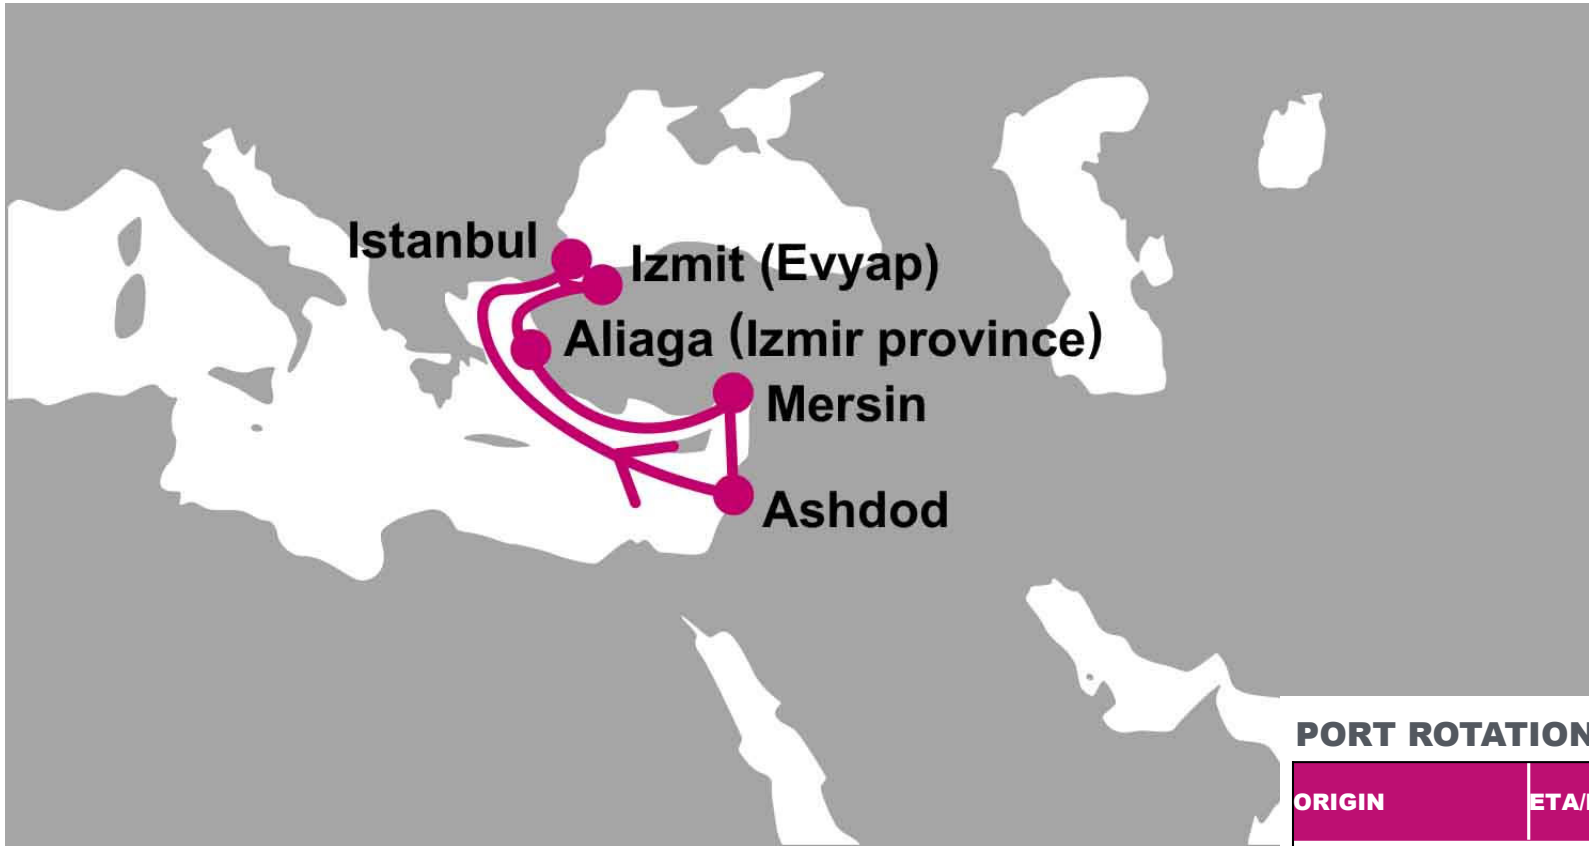 Istanbul
Izmit (Evyap)
Aliaga (Izmir province)
Mersin
Ashdod
PORT ROTATION
ORIGIN